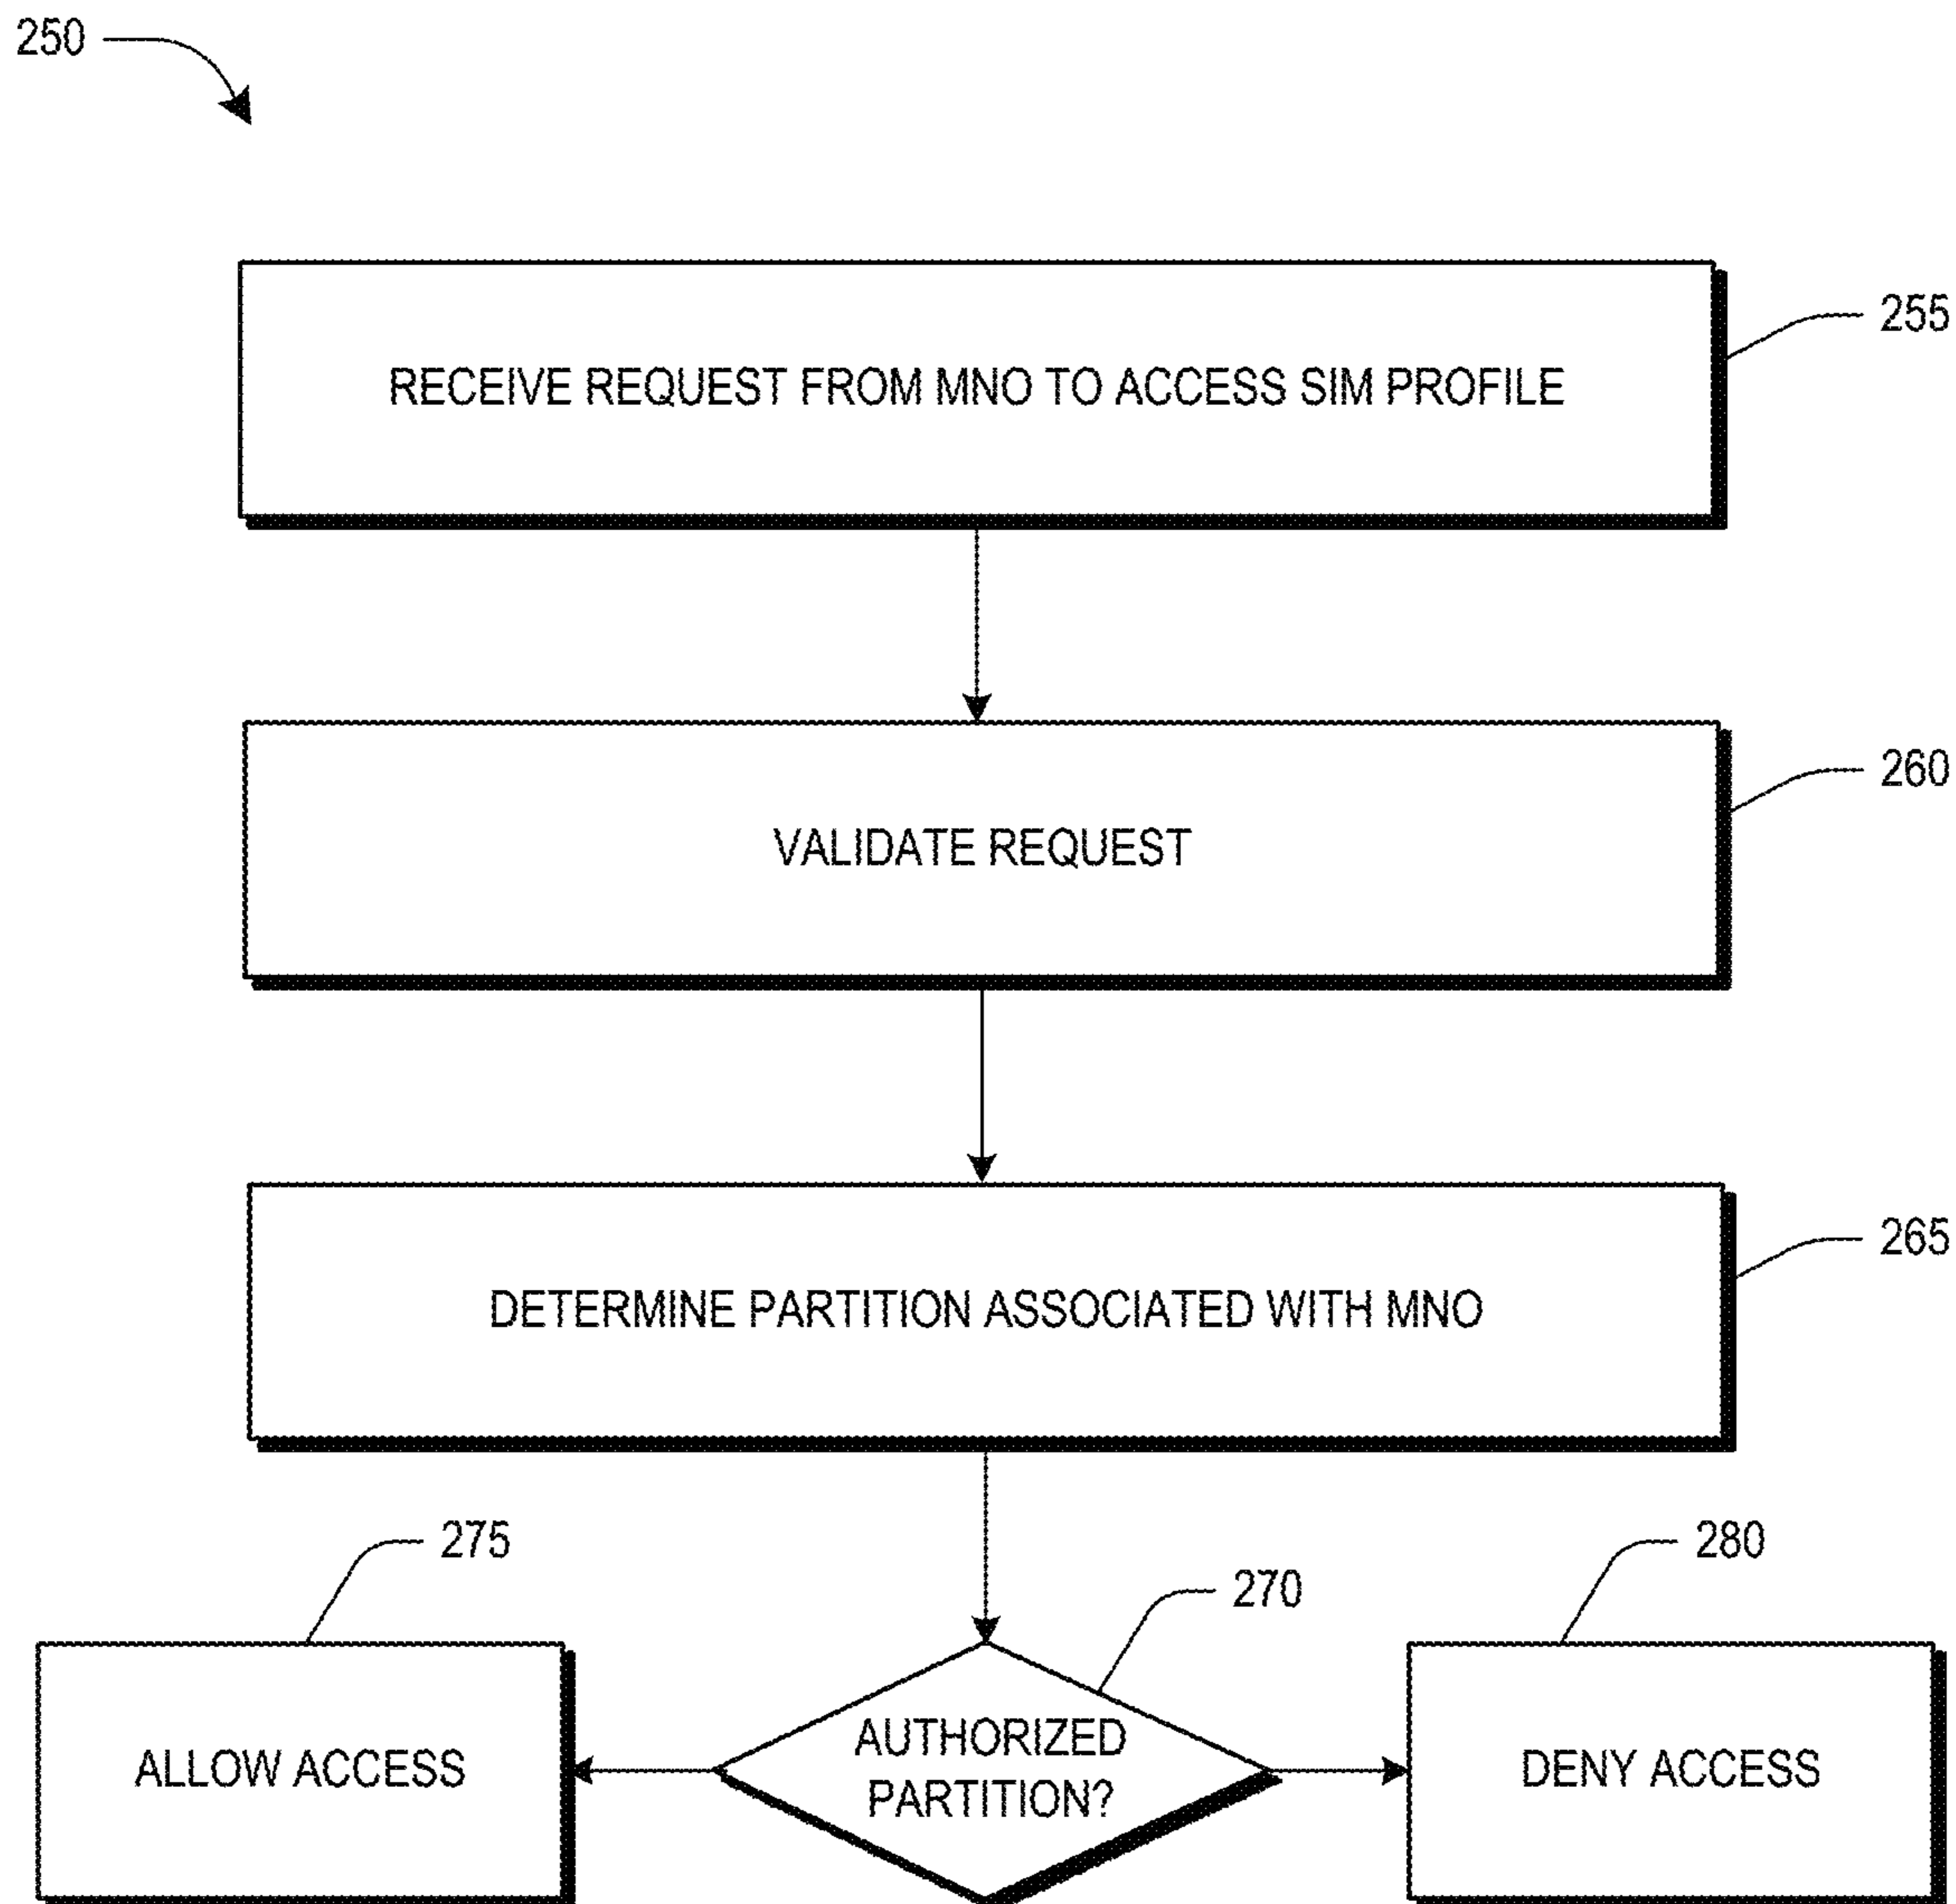 250
255
RECEIVE REQUEST FROM MNO TO ACCESS SIM PROFILE
260
VALIDATE REQUEST
265
DETERMINE PARTITION ASSOCIATED WITH MNO
275
280
270
ALLOW ACCESS
AUTHORIZED
PARTITION?
DENY ACCESS